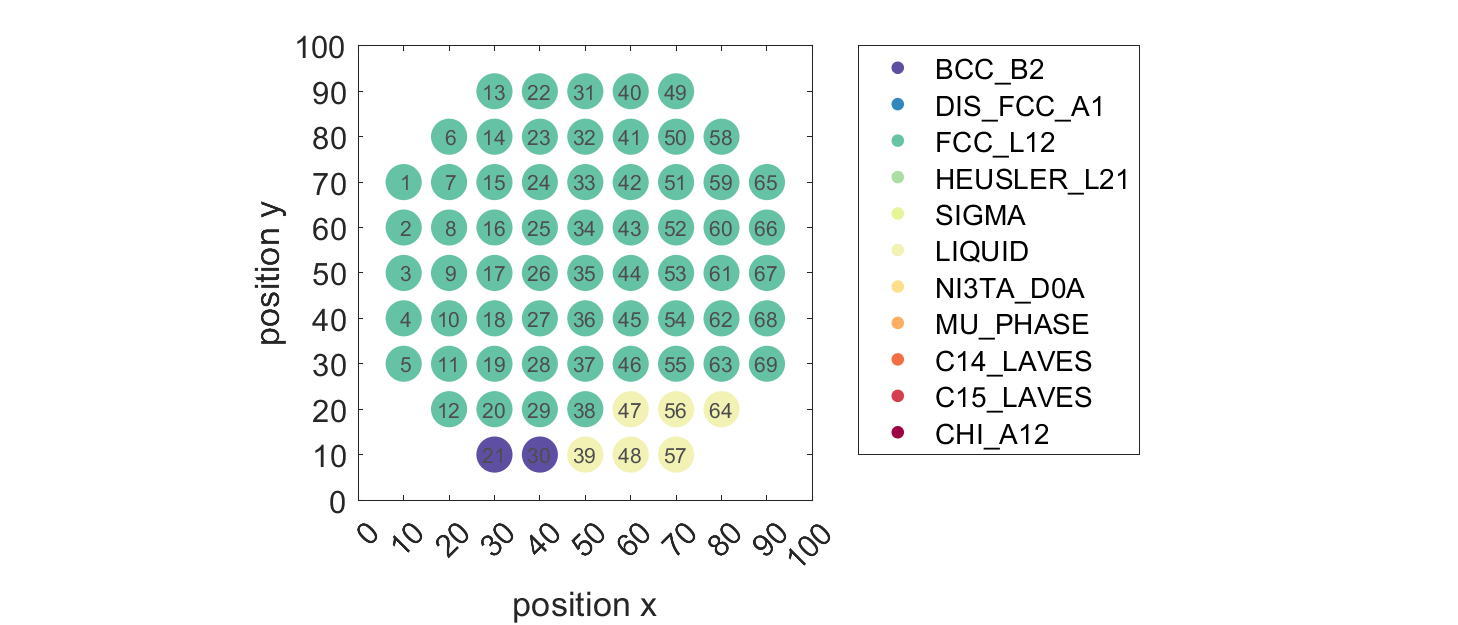 100
90
80
70
60
50
40
30
20
10
0
position y
13 22 31 40 49
6 14 23 32 41 50 58
1 7 15 24 33 42 51 59 65
2 8 16 25 34 43 52 60 66
3 9 17 26 35 44 53 61 67
4 10 18 27 36 45 54 62 68
5 11 19 28 37 46 55 63 69
12 20 29 38 47 56 64
21 30 39 48 57
0 10 20 30 40 50 60 70 80 90 100
position x
BCC_B2
DIS_FCC_A1
FCC_L12
HEUSLER_L21
SIGMA
LIQUID
NI3TA_D0A
MU_PHASE
C14_LAVES
C15_LAVES
CHI_A12